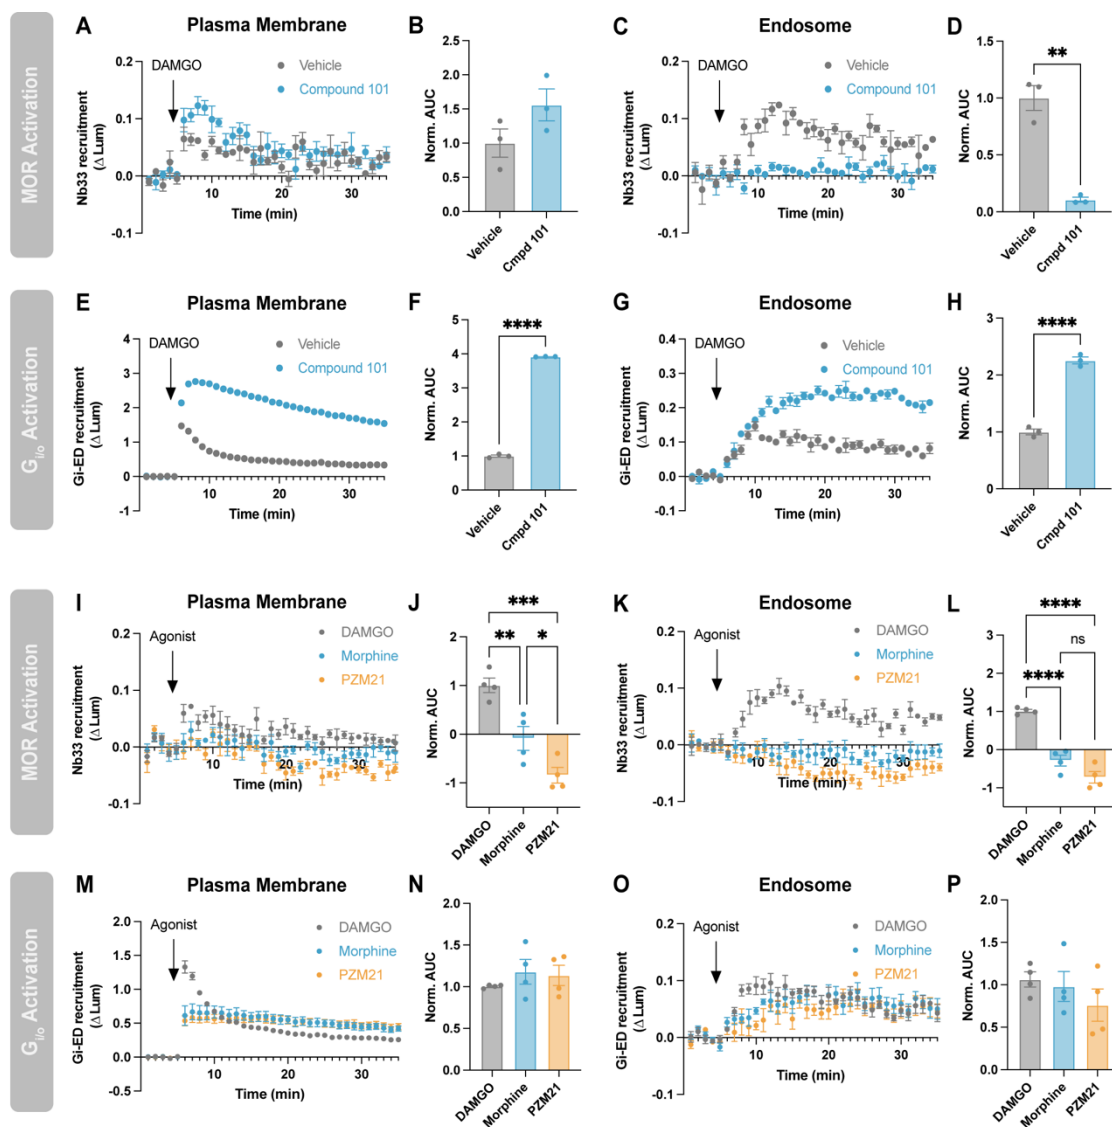 MOR Activation
A
Plasma Membrane
DAMGO
Vehicle
Compound 101
Nb33 recruitment
(Δ Lum)
0.2
0.1
0.0
-0.1
10
20
30
Time (min)
B
Norm. AUC
2.5
2.0
1.5
1.0
0.5
0.0
Vehicle
Cmpd 101
C
Endosome
DAMGO
Vehicle
Compound 101
Nb33 recruitment
(Δ Lum)
0.2
0.1
0.0
-0.1
10
20
30
Time (min)
D
**
Norm. AUC
1.5
1.0
0.5
0.0
Vehicle
Cmpd 101
Gi/o Activation
E
Plasma Membrane
DAMGO
Vehicle
Compound 101
Gi-ED recruitment
(Δ Lum)
4
3
2
1
0
-1
10
20
30
Time (min)
F
****
Norm. AUC
5
4
3
2
1
0
Vehicle
Cmpd 101
G
Endosome
DAMGO
Vehicle
Compound 101
Gi-ED recruitment
(Δ Lum)
0.4
0.3
0.2
0.1
0.0
-0.1
10
20
30
Time (min)
H
****
Norm. AUC
3
2
1
0
Vehicle
Cmpd 101
MOR Activation
I
Plasma Membrane
Agonist
DAMGO
Morphine
PZM21
Nb33 recruitment
(Δ Lum)
0.2
0.1
0.0
-0.1
10
20
30
Time (min)
J
***
**
*
Norm. AUC
1
0
-1
DAMGO
Morphine
PZM21
K
Endosome
Agonist
DAMGO
Morphine
PZM21
Nb33 recruitment
(Δ Lum)
0.2
0.1
0.0
-0.1
10
20
30
Time (min)
L
****
ns
****
Norm. AUC
3
2
1
0
-1
DAMGO
Morphine
PZM21
Gi/o Activation
M
Plasma Membrane
Agonist
DAMGO
Morphine
PZM21
Gi-ED recruitment
(Δ Lum)
2.0
1.5
1.0
0.5
0.0
-0.5
10
20
30
Time (min)
N
Norm. AUC
2.0
1.5
1.0
0.5
0.0
DAMGO
Morphine
PZM21
O
Endosome
Agonist
DAMGO
Morphine
PZM21
Gi-ED recruitment
(Δ Lum)
0.2
0.1
0.0
-0.1
10
20
30
Time (min)
P
Norm. AUC
2.0
1.5
1.0
0.5
0.0
DAMGO
Morphine
PZM21